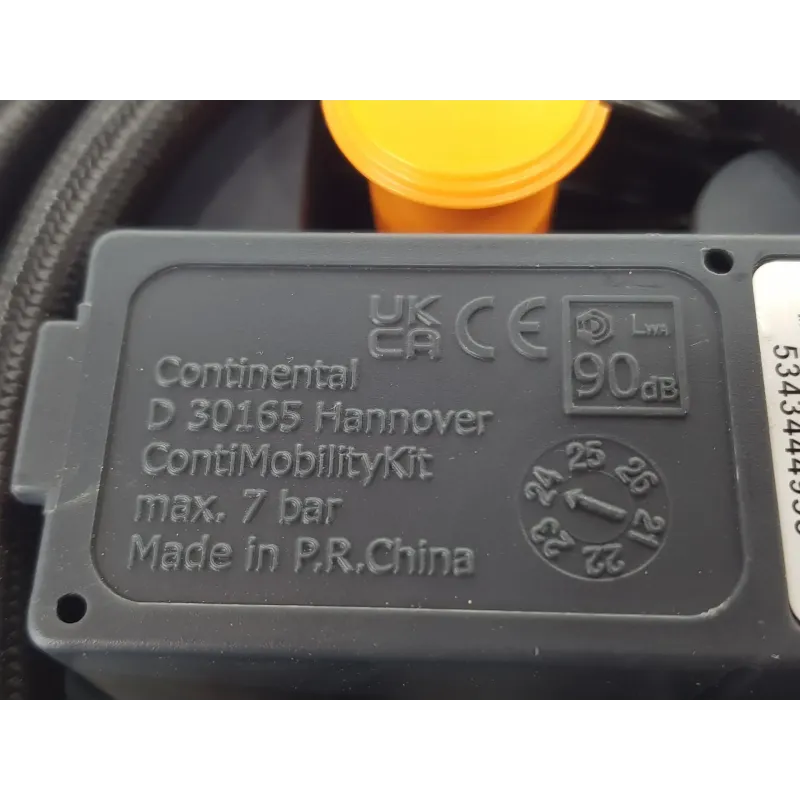 UK
CA CE
LWA
90dB
Continental
D 30165 Hannover
ContiMobilityKit
max. 7 bar
Made in P.R.China
21 22 23 24 25 26